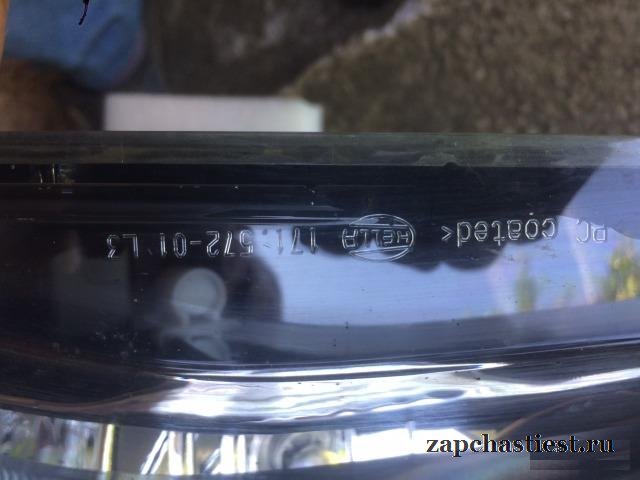 PC coated< HELLA 171.572-01 L3
zapchastiest.ru